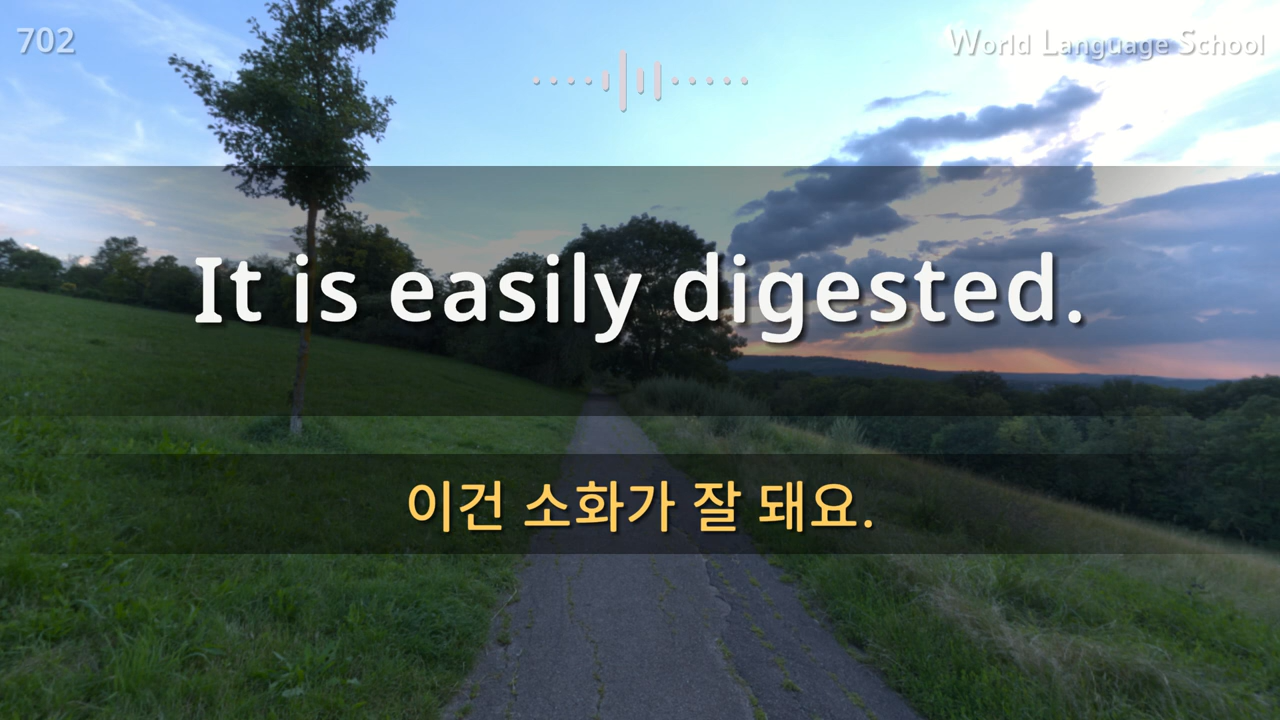 702
World Language School
It is easily digested.
이건 소화가 잘 돼요.